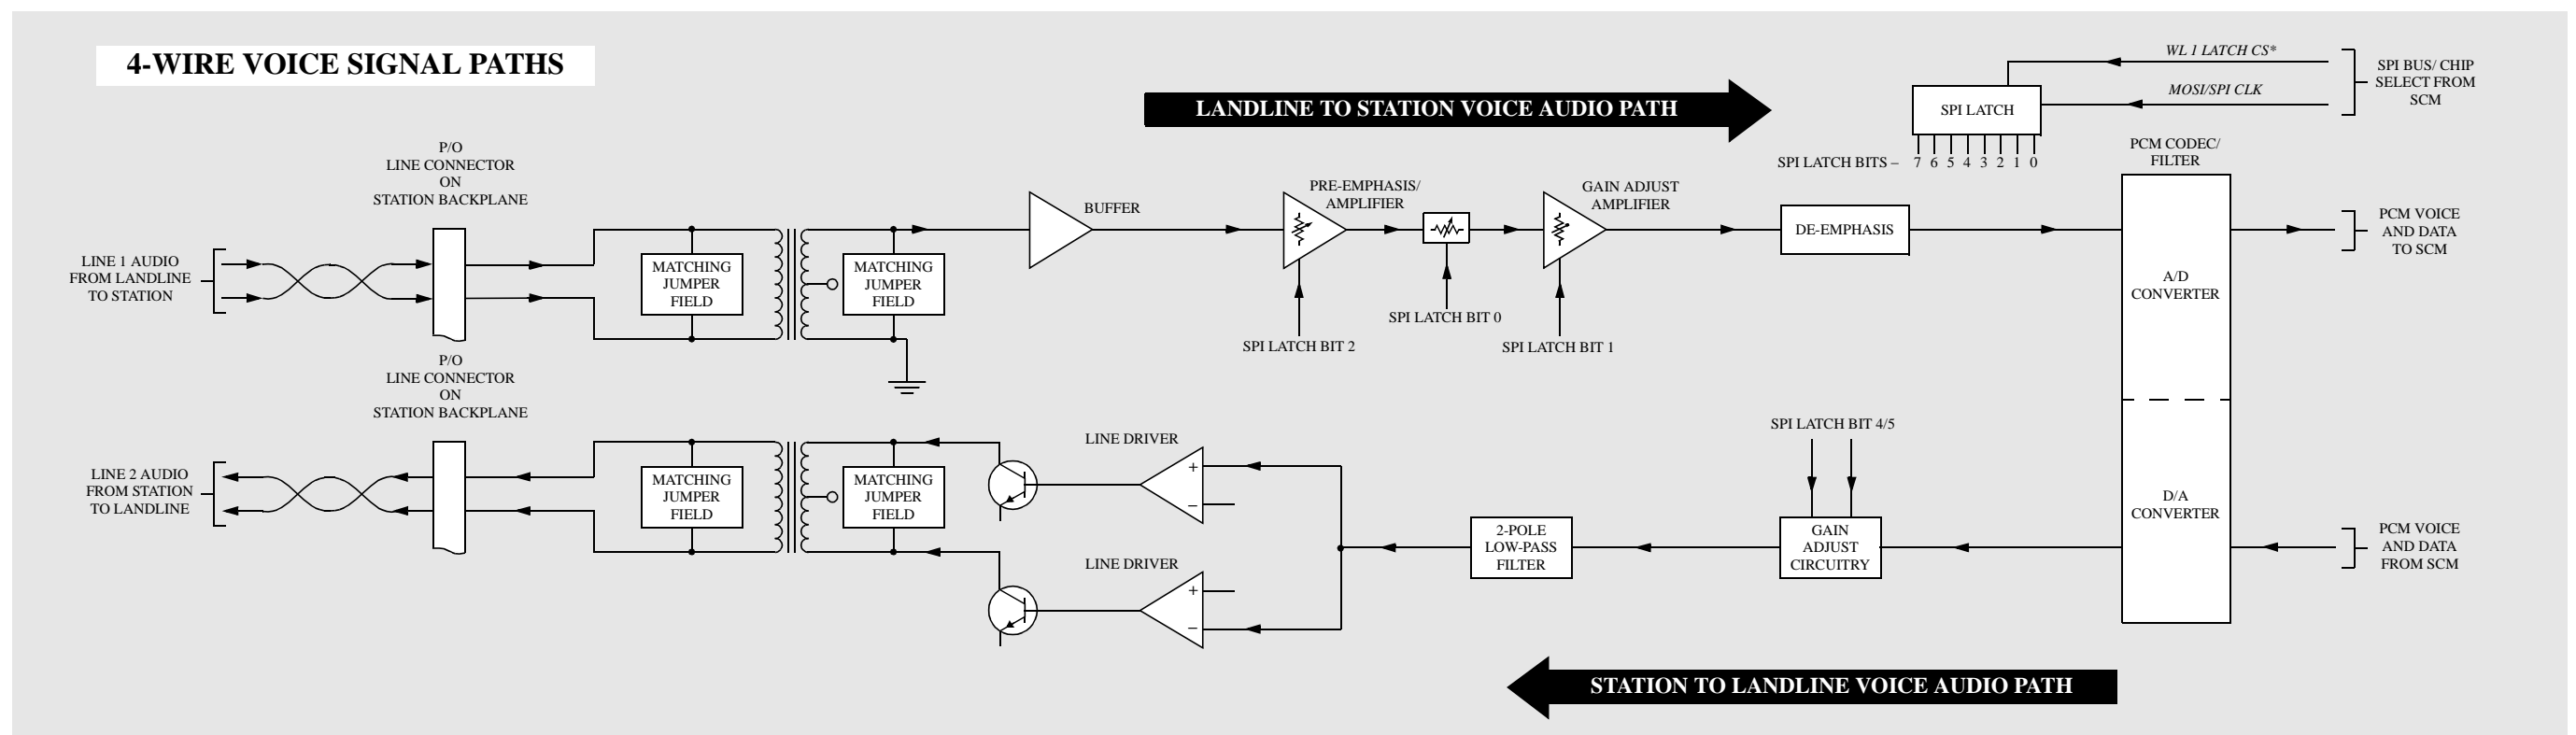 4-WIRE VOICE SIGNAL PATHS
LANDLINE TO STATION VOICE AUDIO PATH
WL 1 LATCH CS*
MOSI/SPI CLK
SPI BUS/ CHIP
SELECT FROM
SCM
SPI LATCH
SPI LATCH BITS – 7 6 5 4 3 2 1 0
PCM CODEC/
FILTER
P/O
LINE CONNECTOR
ON
STATION BACKPLANE
LINE 1 AUDIO
FROM LANDLINE
TO STATION
MATCHING
JUMPER
FIELD
MATCHING
JUMPER
FIELD
BUFFER
PRE-EMPHASIS/
AMPLIFIER
SPI LATCH BIT 2
SPI LATCH BIT 0
GAIN ADJUST
AMPLIFIER
SPI LATCH BIT 1
DE-EMPHASIS
A/D
CONVERTER
PCM VOICE
AND DATA
TO SCM
P/O
LINE CONNECTOR
ON
STATION BACKPLANE
LINE 2 AUDIO
FROM STATION
TO LANDLINE
MATCHING
JUMPER
FIELD
MATCHING
JUMPER
FIELD
LINE DRIVER
+
–
LINE DRIVER
+
–
2-POLE
LOW-PASS
FILTER
SPI LATCH BIT 4/5
GAIN
ADJUST
CIRCUITRY
D/A
CONVERTER
PCM VOICE
AND DATA
FROM SCM
STATION TO LANDLINE VOICE AUDIO PATH